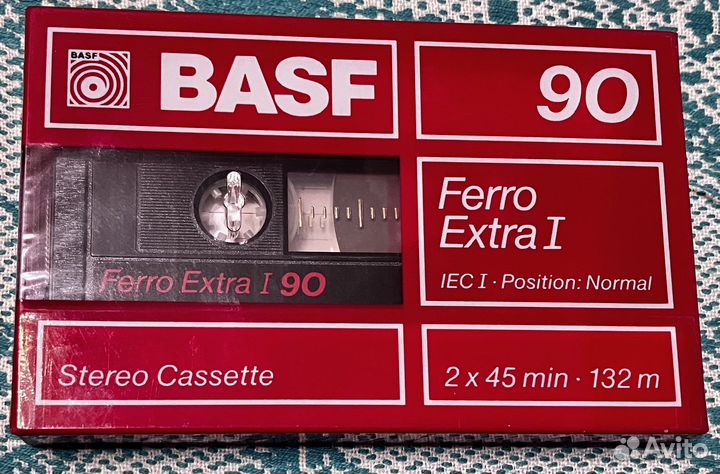 BASF
BASF
90
Ferro
Extra I
IEC I · Position: Normal
Ferro Extra I 90
Stereo Cassette
2 x 45 min · 132 m
Avito